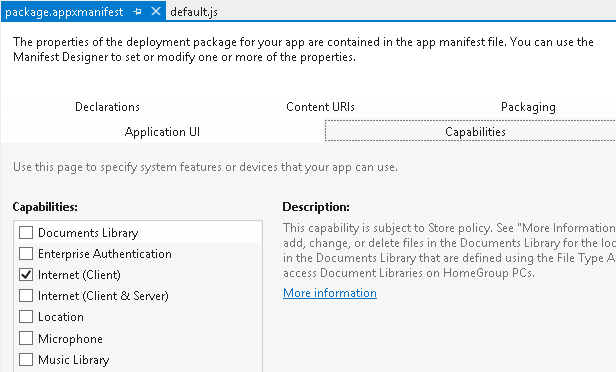 package.appxmanifest default.js
The properties of the deployment package for your app are contained in the app manifest file. You can use the
Manifest Designer to set or modify one or more of the properties.
Declarations Content URIs Packaging
Application UI Capabilities
Use this page to specify system features or devices that your app can use.
Capabilities:
Documents Library
Enterprise Authentication
Internet (Client)
Internet (Client & Server)
Location
Microphone
Music Library
Description:
This capability is subject to Store policy. See "More Information
add, change, or delete files in the Documents Library for the loc
in the Documents Library that are defined using the File Type A
access Document Libraries on HomeGroup PCs.
More information